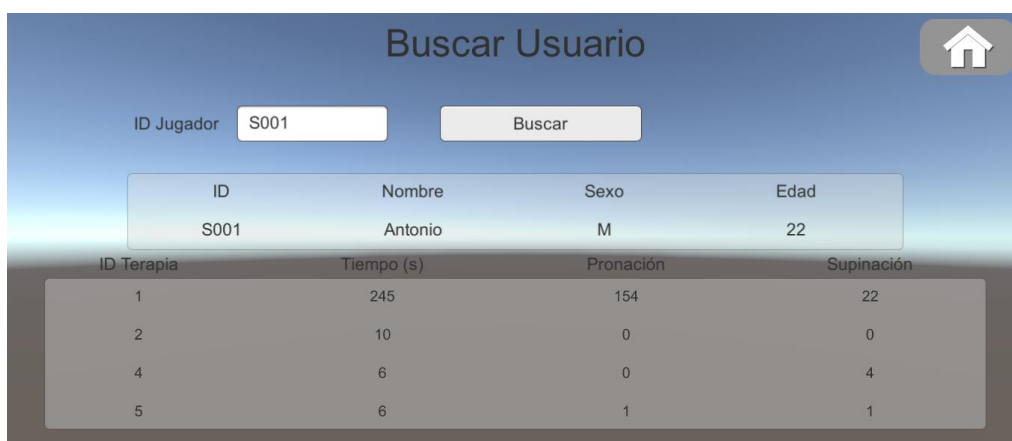 Buscar Usuario
ID Jugador S001 Buscar
ID Nombre Sexo Edad
S001 Antonio M 22
ID Terapia Tiempo (s) Pronación Supinación
1 245 154 22
2 10 0 0
4 6 0 4
5 6 1 1